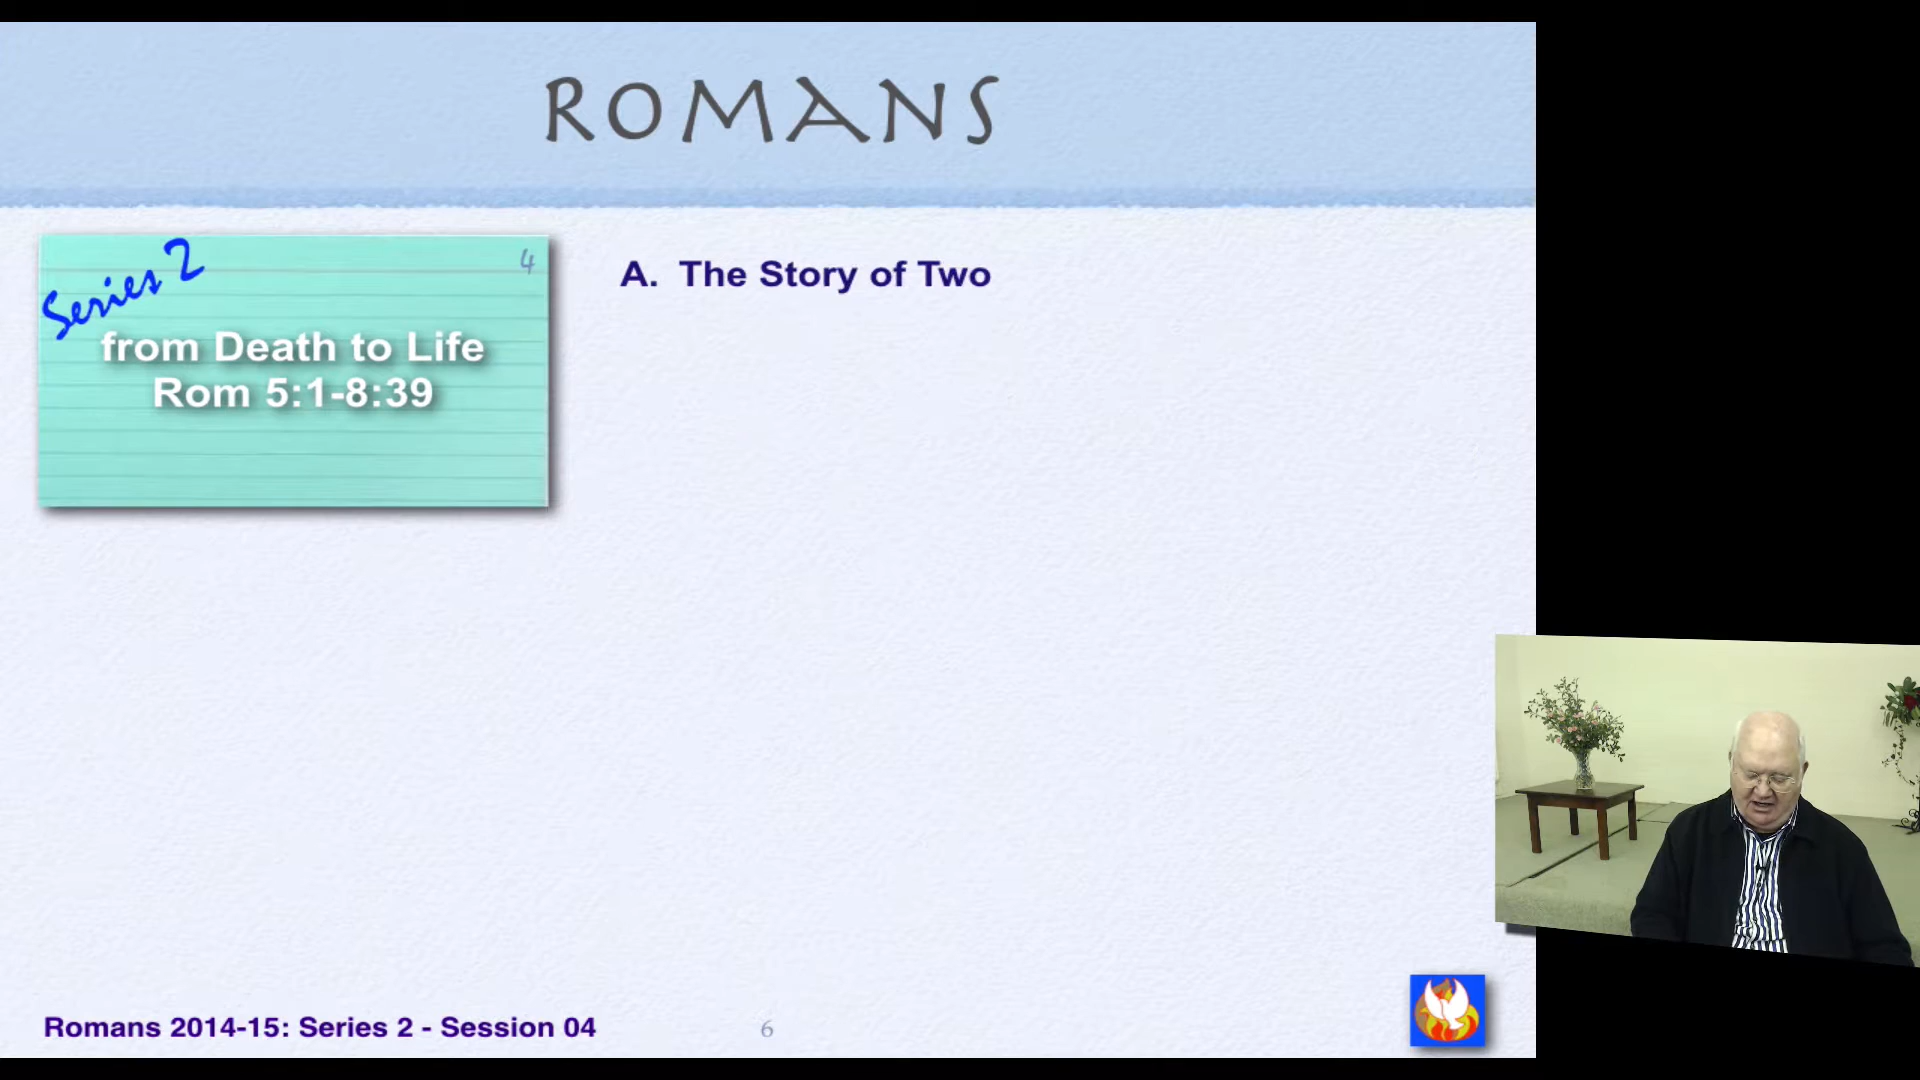 ROMANS
Series 2
4
from Death to Life
Rom 5:1-8:39
A. The Story of Two
Romans 2014-15: Series 2 - Session 04
6